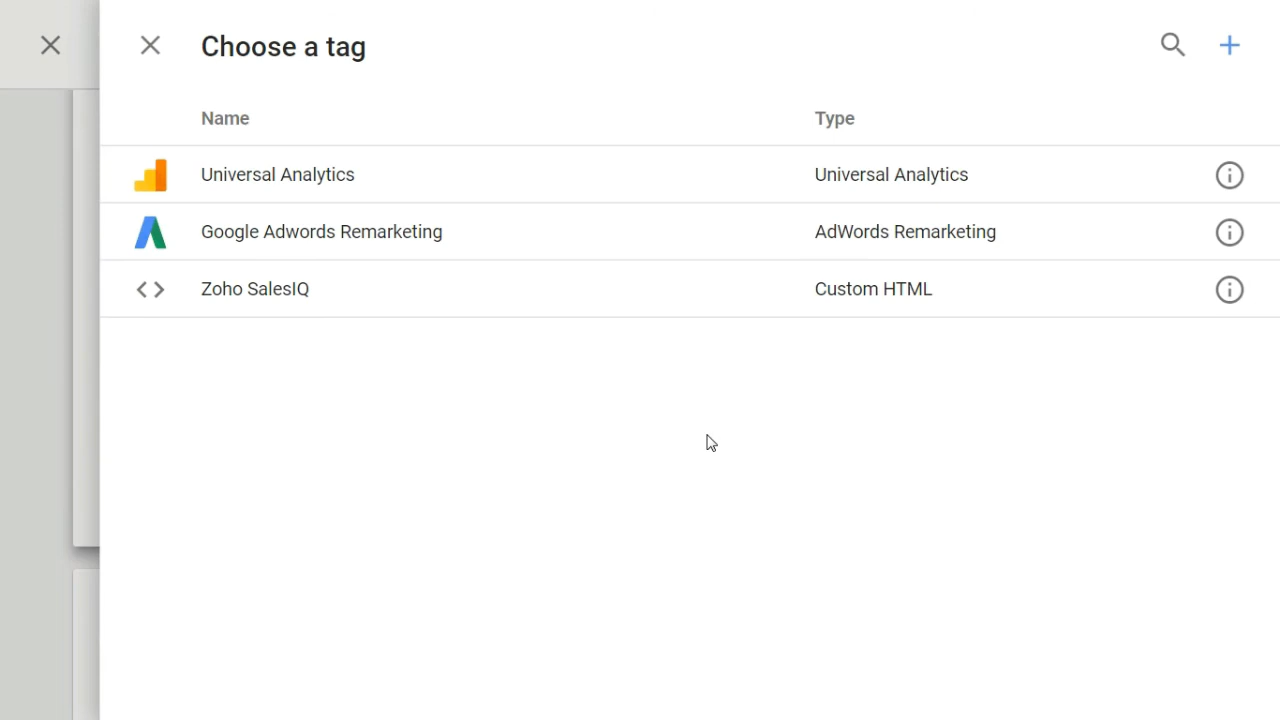 Choose a tag
Name Type
Universal Analytics Universal Analytics
Google Adwords Remarketing AdWords Remarketing
Zoho SalesIQ Custom HTML